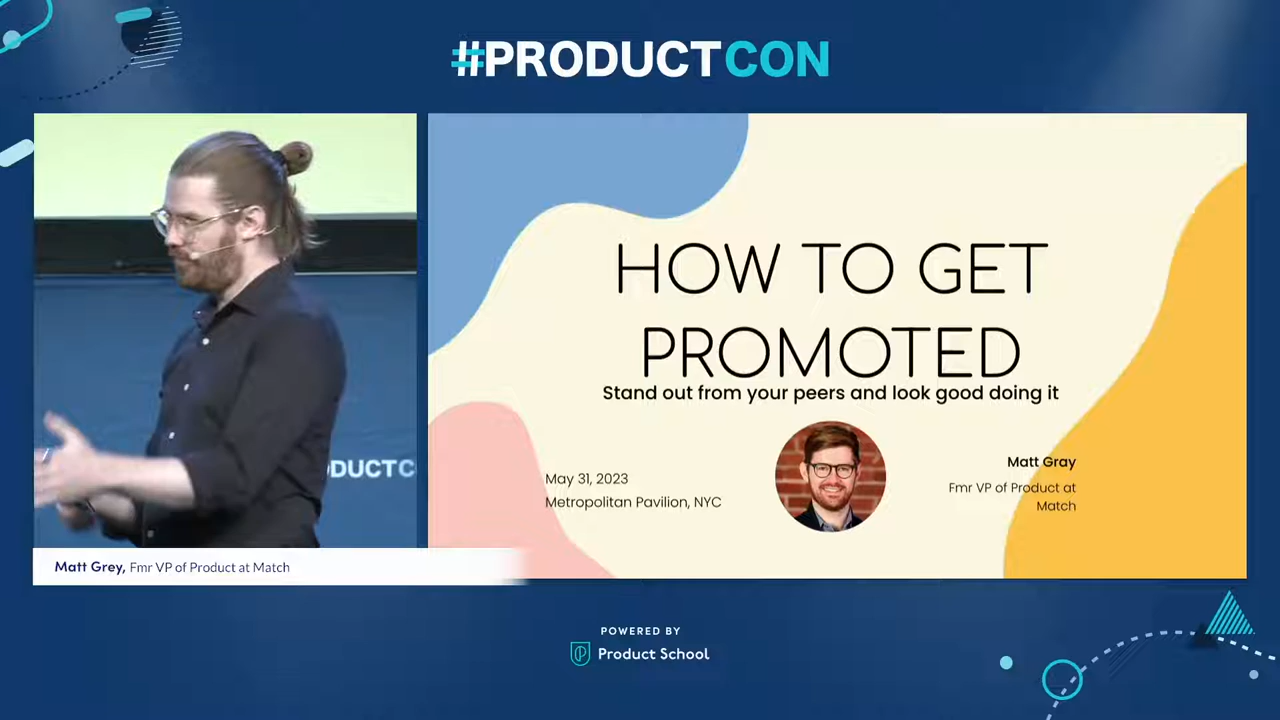 #PRODUCTCON
HOW TO GET
PROMOTED
Stand out from your peers and look good doing it
May 31, 2023
Metropolitan Pavilion, NYC
Matt Gray
Fmr VP of Product at
Match
DUCTC
Matt Grey, Fmr VP of Product at Match
POWERED BY
Product School